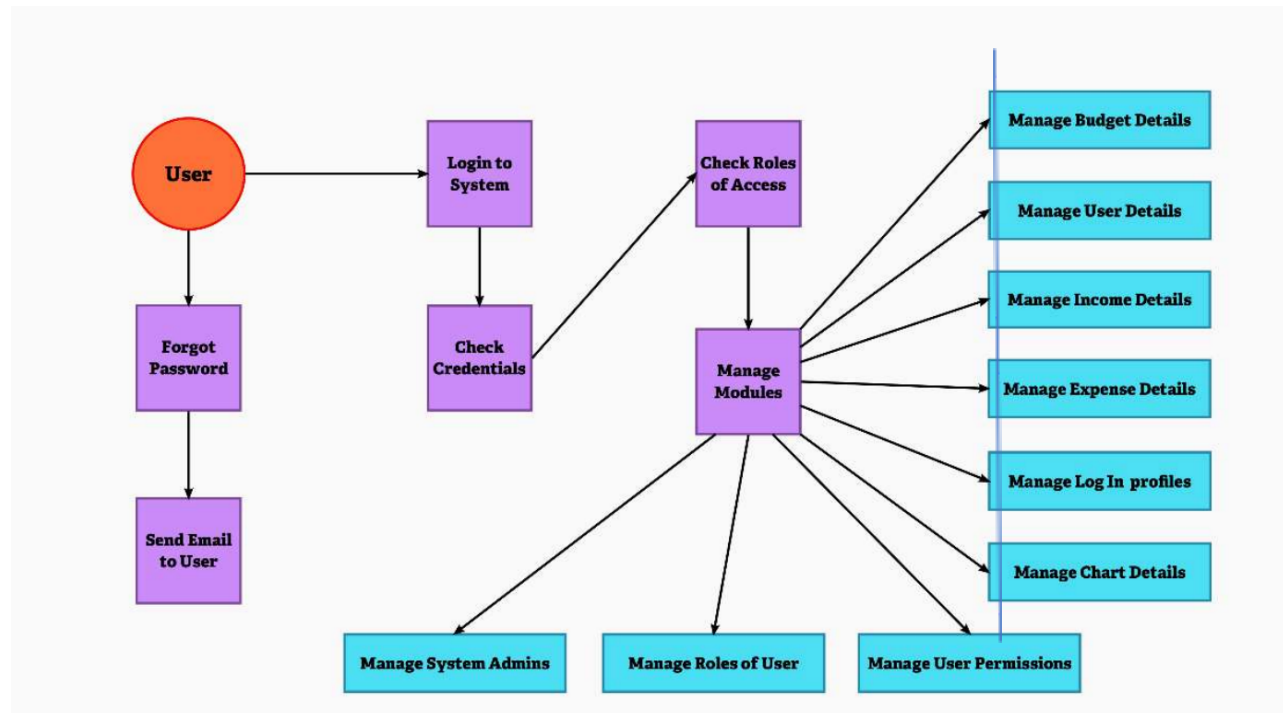 User
Login to
System
Check Roles
of Access
Manage Budget Details
Manage User Details
Manage Income Details
Forgot
Password
Check
Credentials
Manage
Modules
Manage Expense Details
Manage Log In profiles
Send Email
to User
Manage Chart Details
Manage System Admins
Manage Roles of User
Manage User Permissions